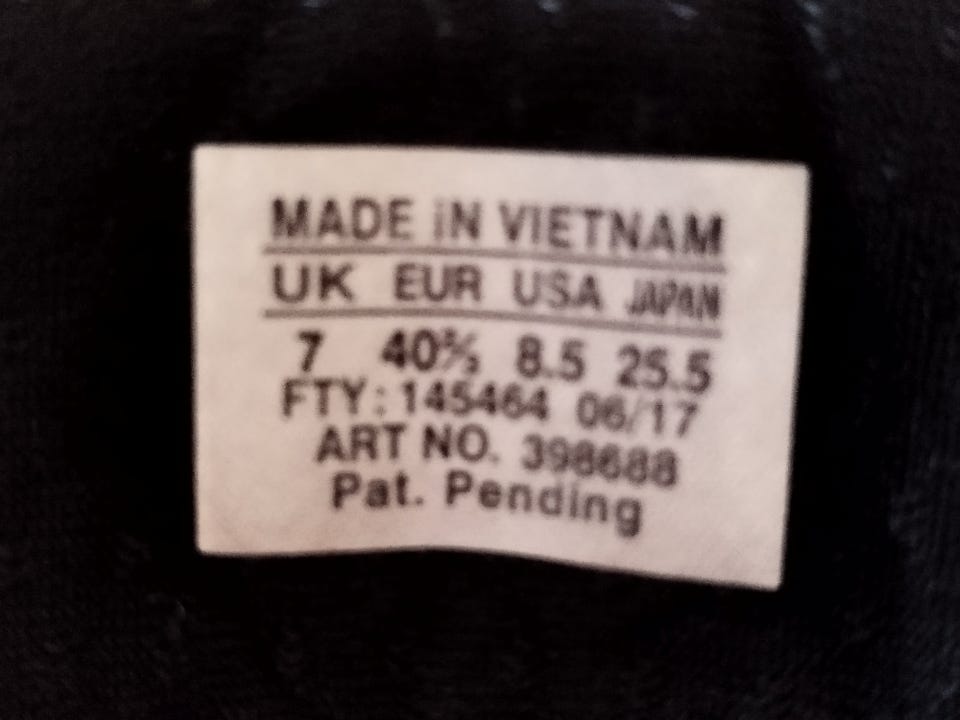 MADE iN VIETNAM
UK EUR USA JAPAN
7 40⅔ 8.5 25.5
FTY: 145464 06/17
ART NO. 398688
Pat. Pending